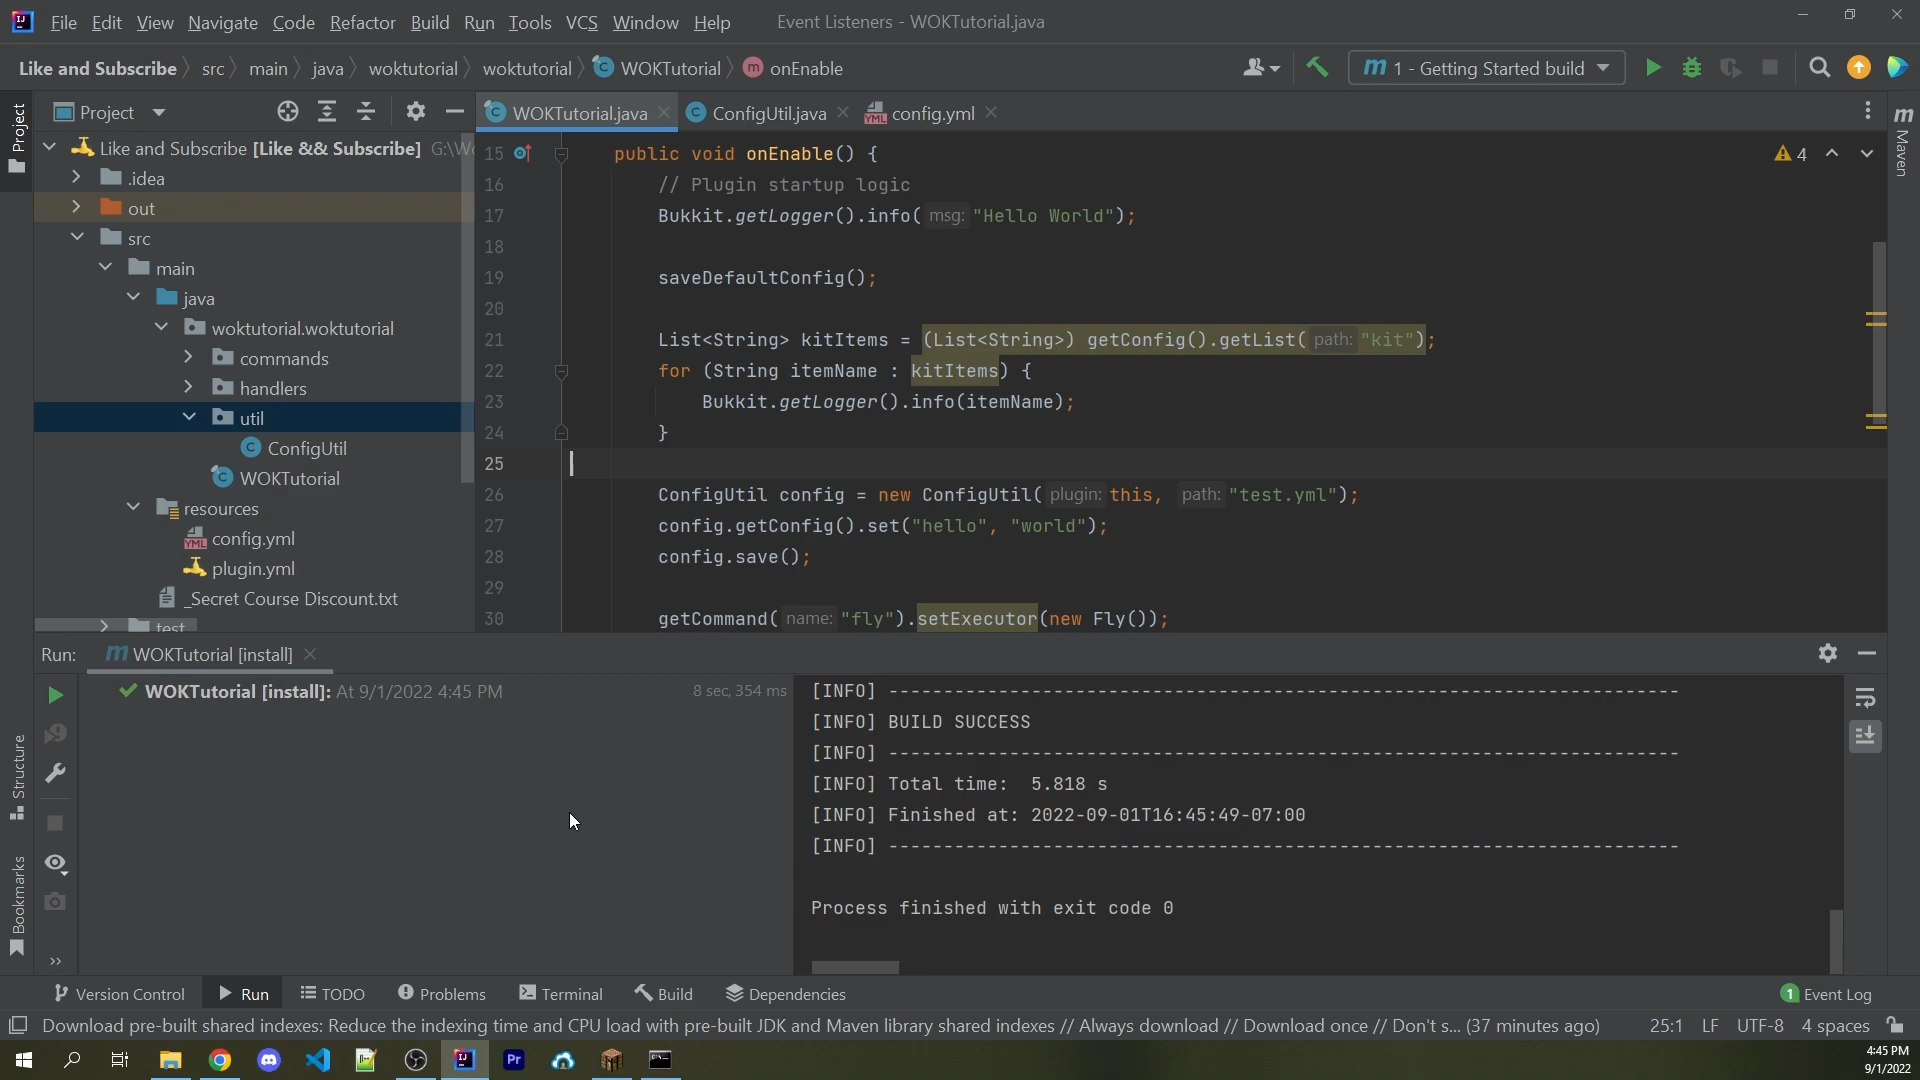 File Edit View Navigate Code Refactor Build Run Tools VCS Window Help Event Listeners - WOKTutorial.java
Like and Subscribe src main java woktutorial woktutorial WOKTutorial onEnable 1 - Getting Started build
Project
WOKTutorial.java ConfigUtil.java config.yml
Like and Subscribe [Like && Subscribe] G:\W
.idea
out
src
main
java
woktutorial.woktutorial
commands
handlers
util
ConfigUtil
WOKTutorial
resources
config.yml
plugin.yml
_Secret Course Discount.txt
test
Project
Structure
Bookmarks
Maven
4
15 public void onEnable() {
16 // Plugin startup logic
17 Bukkit.getLogger().info( msg: "Hello World");
18
19 saveDefaultConfig();
20
21 List<String> kitItems = (List<String>) getConfig().getList( path: "kit");
22 for (String itemName : kitItems) {
23 Bukkit.getLogger().info(itemName);
24 }
25
26 ConfigUtil config = new ConfigUtil( plugin: this, path: "test.yml");
27 config.getConfig().set("hello", "world");
28 config.save();
29
30 getCommand( name: "fly").setExecutor(new Fly());
Run: WOKTutorial [install]
WOKTutorial [install]: At 9/1/2022 4:45 PM 8 sec, 354 ms
[INFO] ------------------------------------------------------------------------
[INFO] BUILD SUCCESS
[INFO] ------------------------------------------------------------------------
[INFO] Total time:  5.818 s
[INFO] Finished at: 2022-09-01T16:45:49-07:00
[INFO] ------------------------------------------------------------------------
Process finished with exit code 0
Version Control Run TODO Problems Terminal Build Dependencies 1 Event Log
Download pre-built shared indexes: Reduce the indexing time and CPU load with pre-built JDK and Maven library shared indexes // Always download // Download once // Don't s... (37 minutes ago) 25:1 LF UTF-8 4 spaces
4:45 PM
9/1/2022